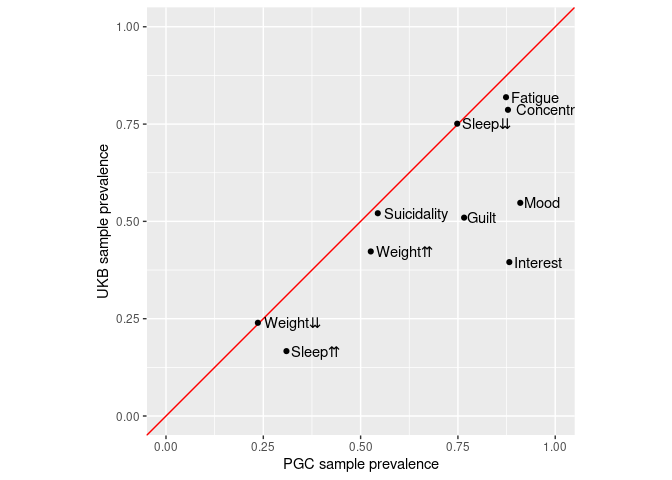 1.00
0.75
0.50
0.25
0.00
UKB sample prevalence
Fatigue
Concentr
Sleep⇊
Mood
Suicidality
Guilt
Weight⇈
Interest
Weight⇊
Sleep⇈
0.00 0.25 0.50 0.75 1.00
PGC sample prevalence